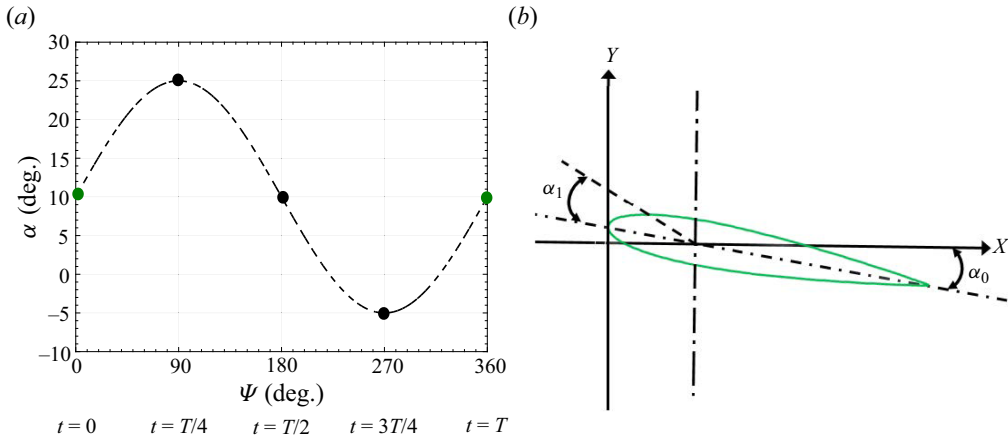 (a)
30
25
20
15
10
5
0
−5
−10
α (deg.)
0 90 180 270 360
Ψ (deg.)
t = 0 t = T/4 t = T/2 t = 3T/4 t = T
(b)
Y
α1
X
α0